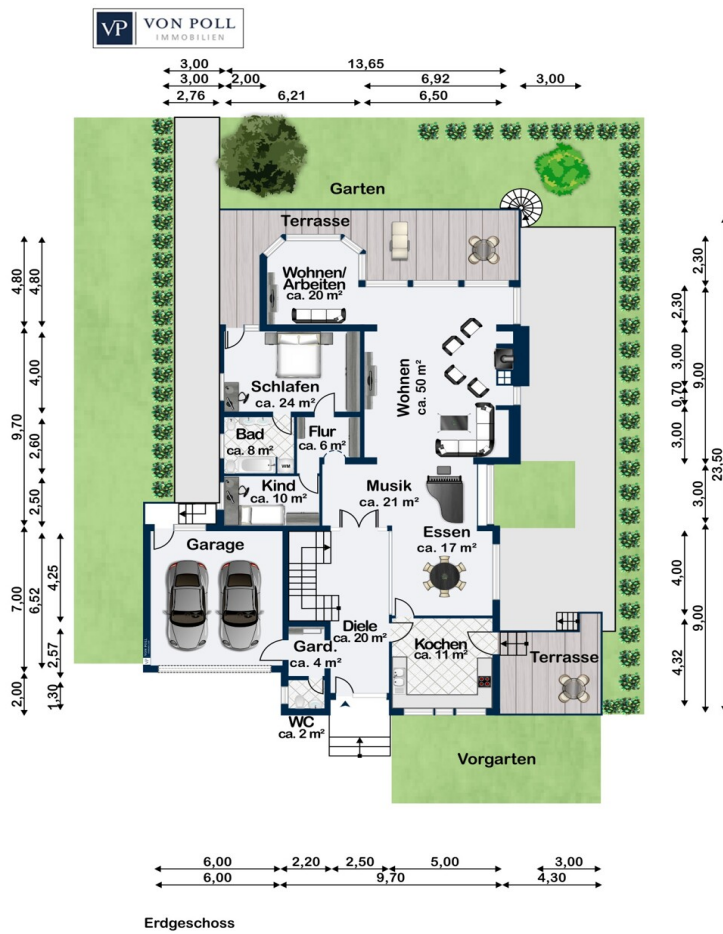 VP VON POLL
IMMOBILIEN
3,00 13,65
3,00 2,00 6,92 3,00
2,76 6,21 6,50
Garten
Terrasse
Wohnen/
Arbeiten
ca. 20 m²
Schlafen
ca. 24 m²
Wohnen
ca. 50 m²
Bad
ca. 8 m²
WM
Flur
ca. 6 m²
Kind
ca. 10 m²
Musik
ca. 21 m²
Essen
ca. 17 m²
Garage
Diele
ca. 20 m²
Gard.
ca. 4 m²
Kochen
ca. 11 m²
Terrasse
WC
ca. 2 m²
Vorgarten
4,80
9,70
7,00
2,00
4,80
4,00
2,60
2,50
6,52
4,25
2,57
1,30
2,30
3,00
0,70
3,00
4,00
4,32
2,30
9,00
3,00
9,00
23,50
VP VON POLL
6,00 2,20 2,50 5,00 3,00
6,00 9,70 4,30
Erdgeschoss